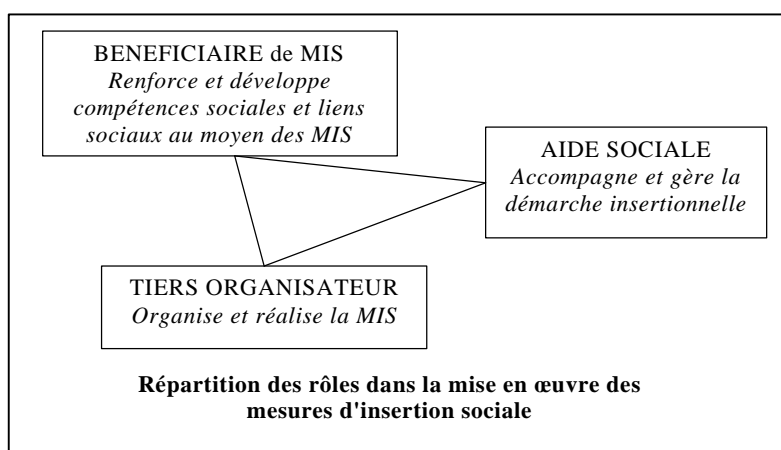 BENEFICIAIRE de MIS
Renforce et développe
compétences sociales et liens
sociaux au moyen des MIS
AIDE SOCIALE
Accompagne et gère la
démarche insertionnelle
TIERS ORGANISATEUR
Organise et réalise la MIS
Répartition des rôles dans la mise en œuvre des
mesures d'insertion sociale